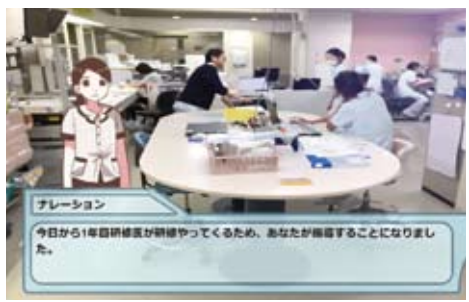 ナレーション
今日から1年目研修医が研修やってくるため、あなたが指導することになりまし
た。